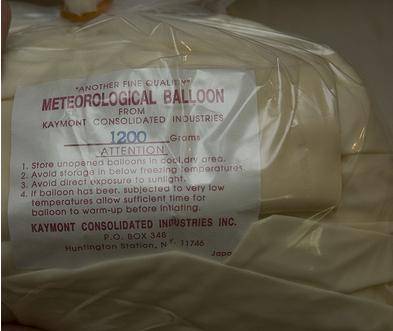 "ANOTHER FINE QUALITY"
METEOROLOGICAL BALLOON
FROM
KAYMONT CONSOLIDATED INDUSTRIES
1200 Grams
ATTENTION
1. Store unopened balloons in cool,dry area.
2. Avoid storage in below freezing temperatures.
3. Avoid direct exposure to sunlight.
4. If balloon has been subjected to very low
temperatures allow sufficient time for
balloon to warm-up before inflating.
KAYMONT CONSOLIDATED INDUSTRIES INC.
P.O. BOX 348
Huntington Station, N.Y. 11746
Japan